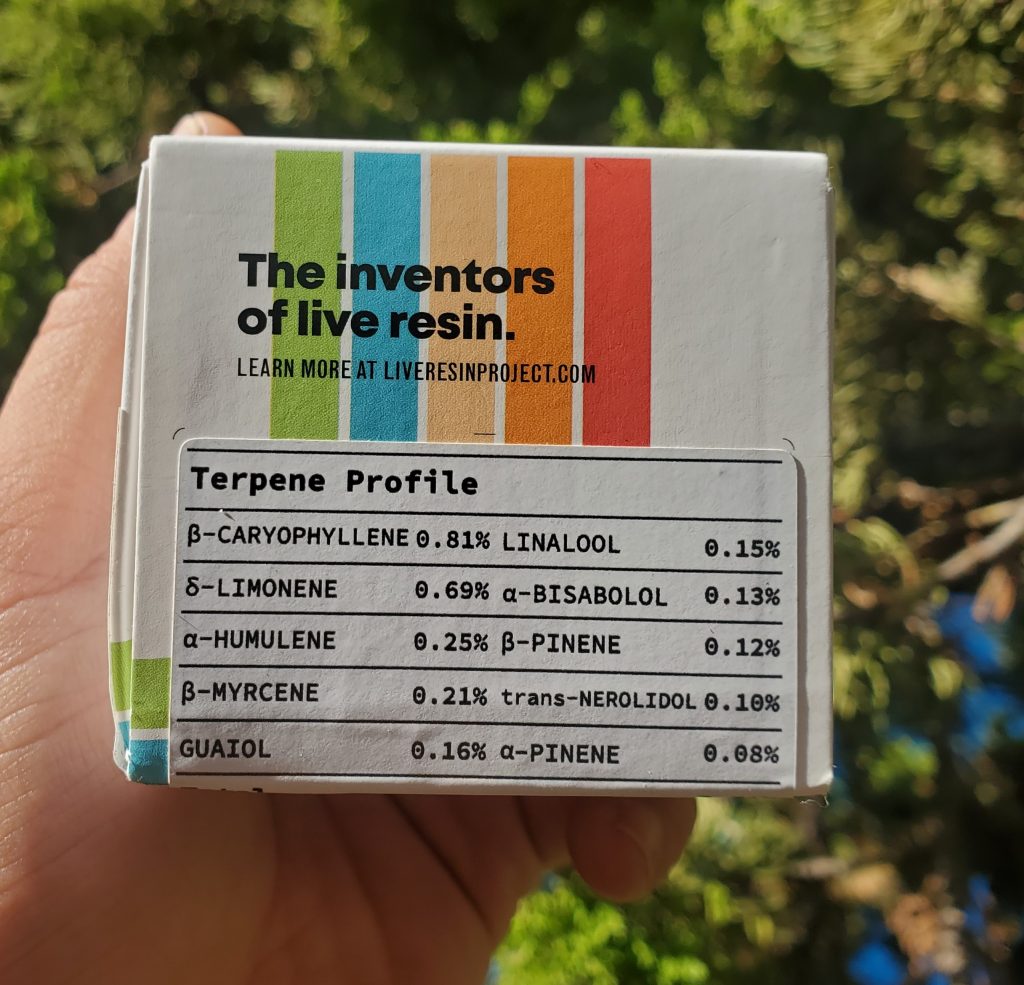 The inventors
of live resin.
LEARN MORE AT LIVERESINPROJECT.COM
Terpene Profile
β-CARYOPHYLLENE 0.81% LINALOOL 0.15%
δ-LIMONENE 0.69% α-BISABOLOL 0.13%
α-HUMULENE 0.25% β-PINENE 0.12%
β-MYRCENE 0.21% trans-NEROLIDOL 0.10%
GUAIOL 0.16% α-PINENE 0.08%